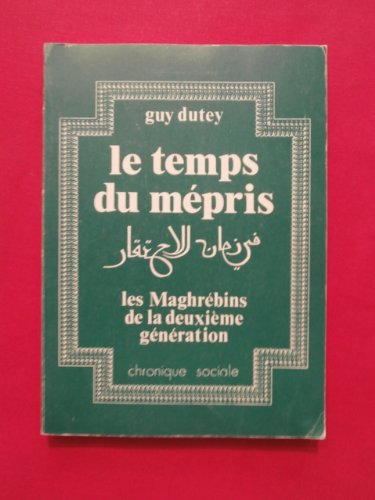 guy dutey
le temps
du mépris
في زمان الاحتقار
les Maghrébins
de la deuxième
génération
chronique sociale